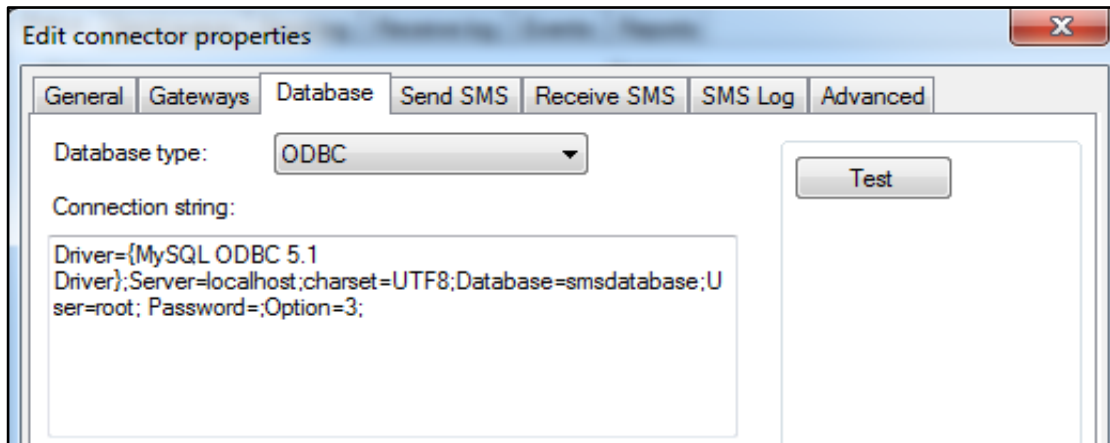 Edit connector properties
General Gateways Database Send SMS Receive SMS SMS Log Advanced
Database type: ODBC
Test
Connection string:
Driver={MySQL ODBC 5.1
Driver};Server=localhost;charset=UTF8;Database=smsdatabase;U
ser=root; Password=;Option=3;